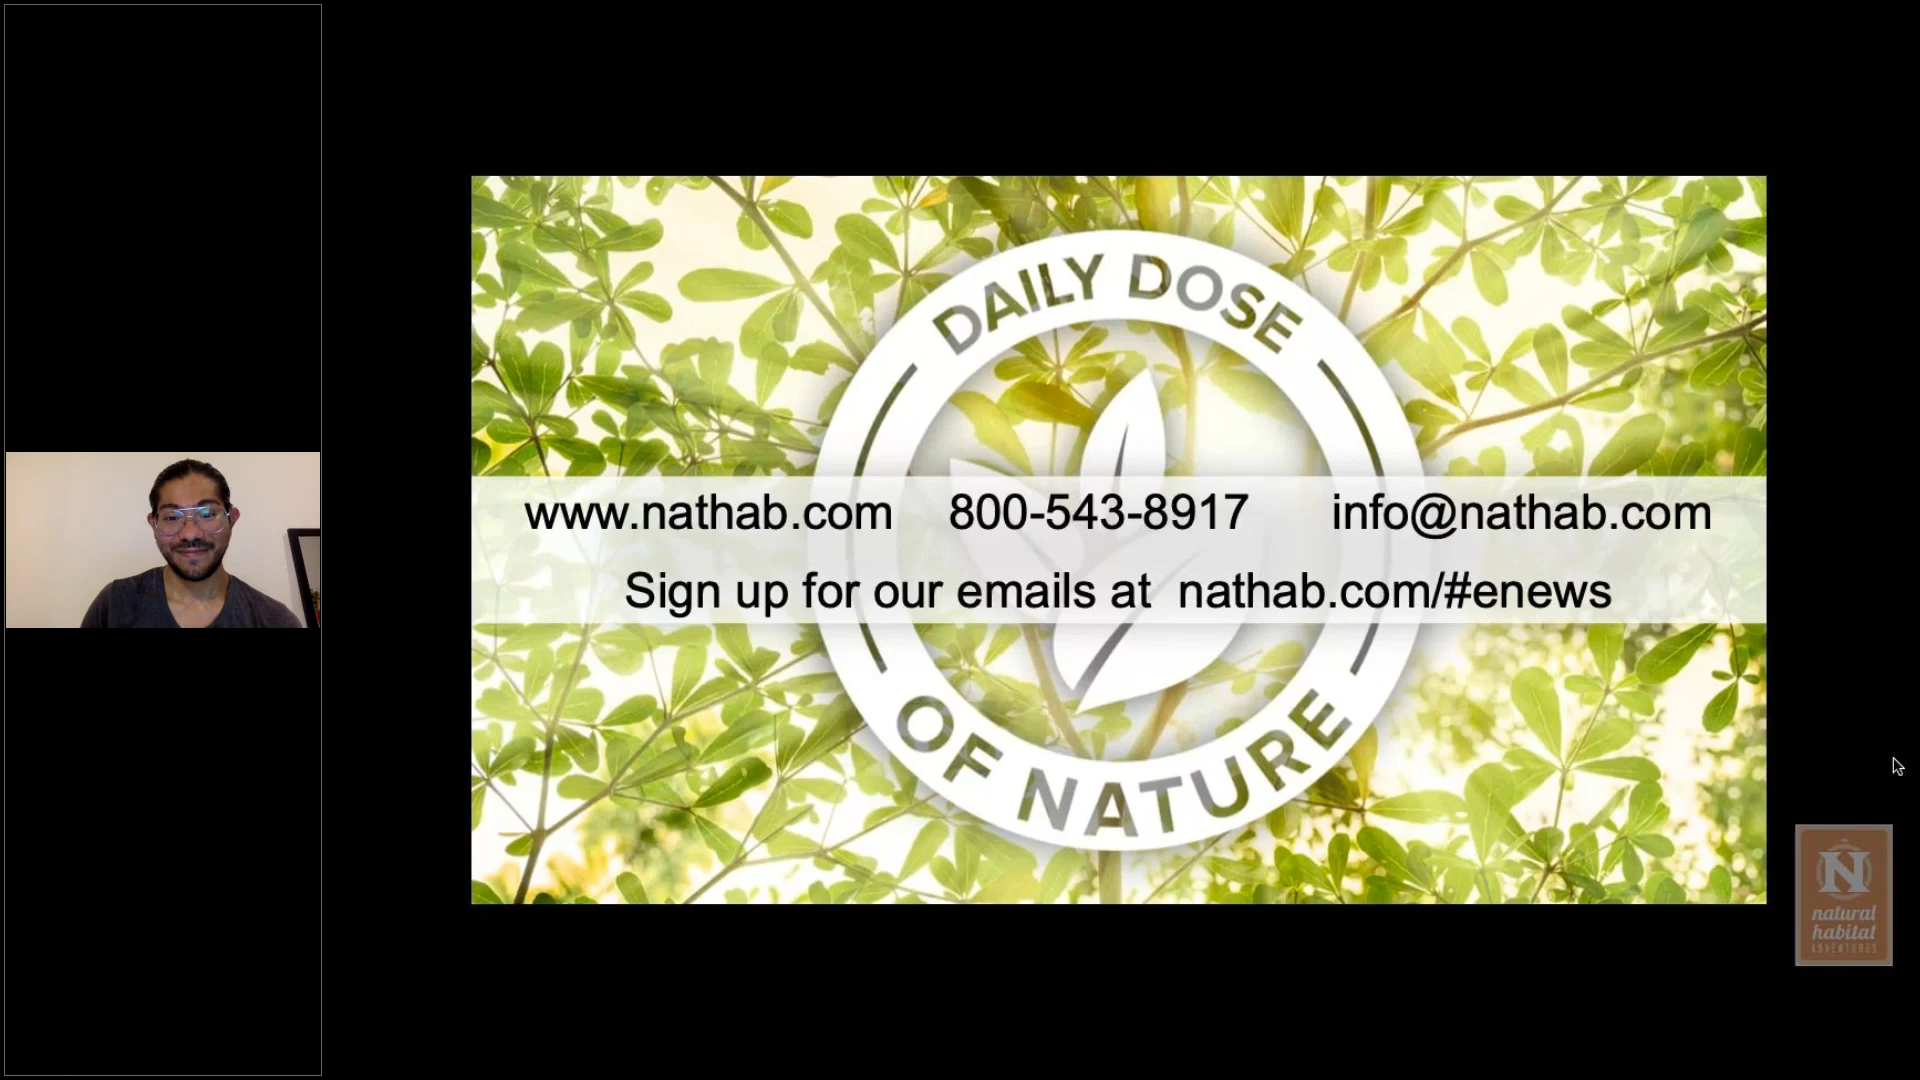 DAILY DOSE
www.nathab.com 800-543-8917 info@nathab.com
Sign up for our emails at nathab.com/#enews
OF NATURE
N
natural
habitat
ADVENTURES